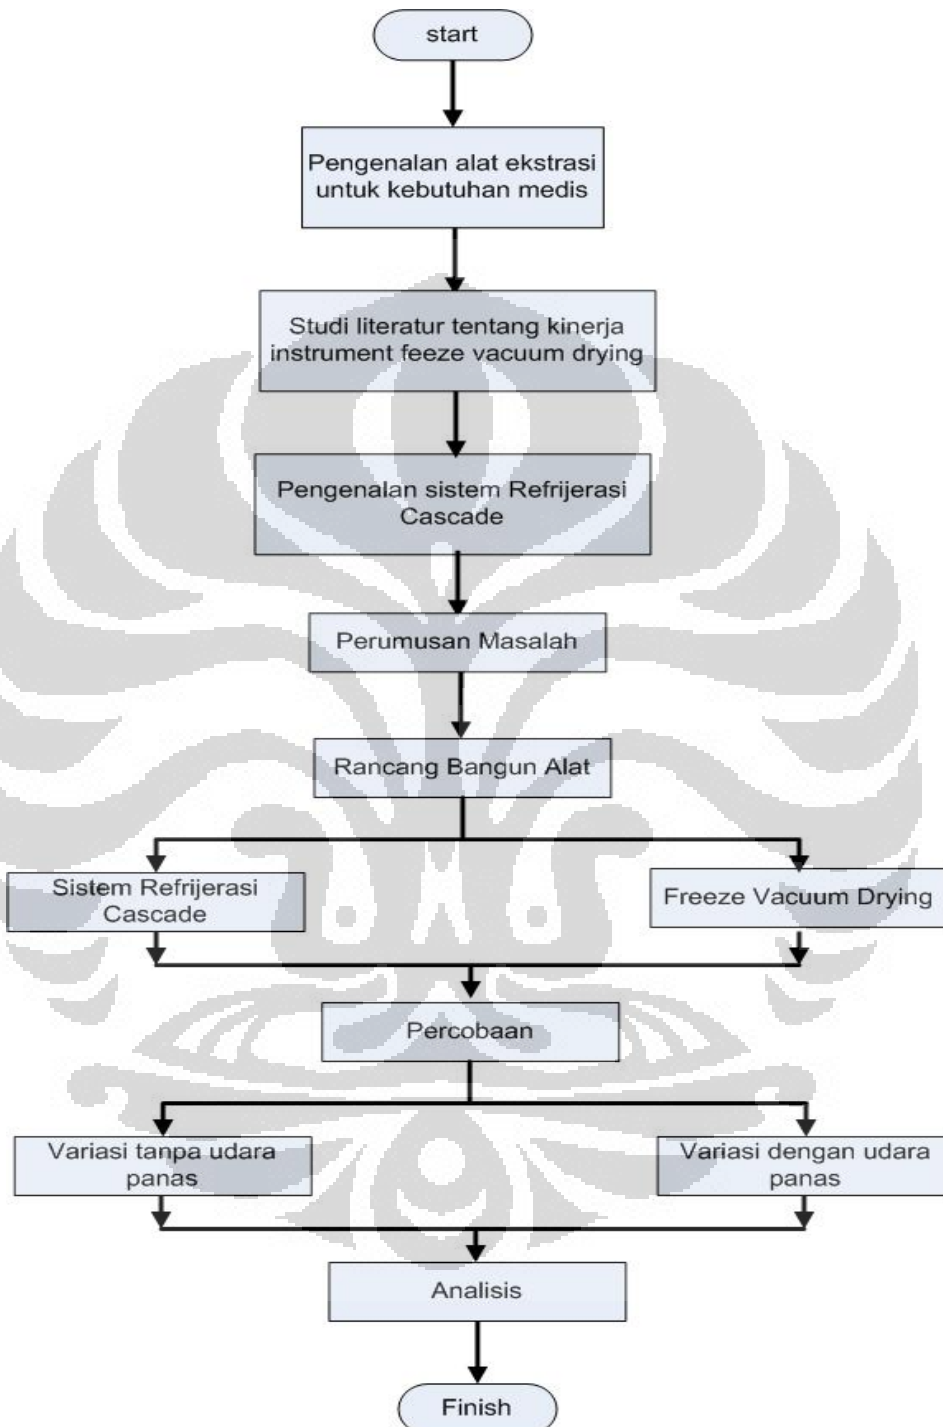 start
Pengenalan alat ekstrasi
untuk kebutuhan medis
Studi literatur tentang kinerja
instrument feeze vacuum drying
Pengenalan sistem Refrijerasi
Cascade
Perumusan Masalah
Rancang Bangun Alat
Sistem Refrijerasi
Cascade
Freeze Vacuum Drying
Percobaan
Variasi tanpa udara
panas
Variasi dengan udara
panas
Analisis
Finish